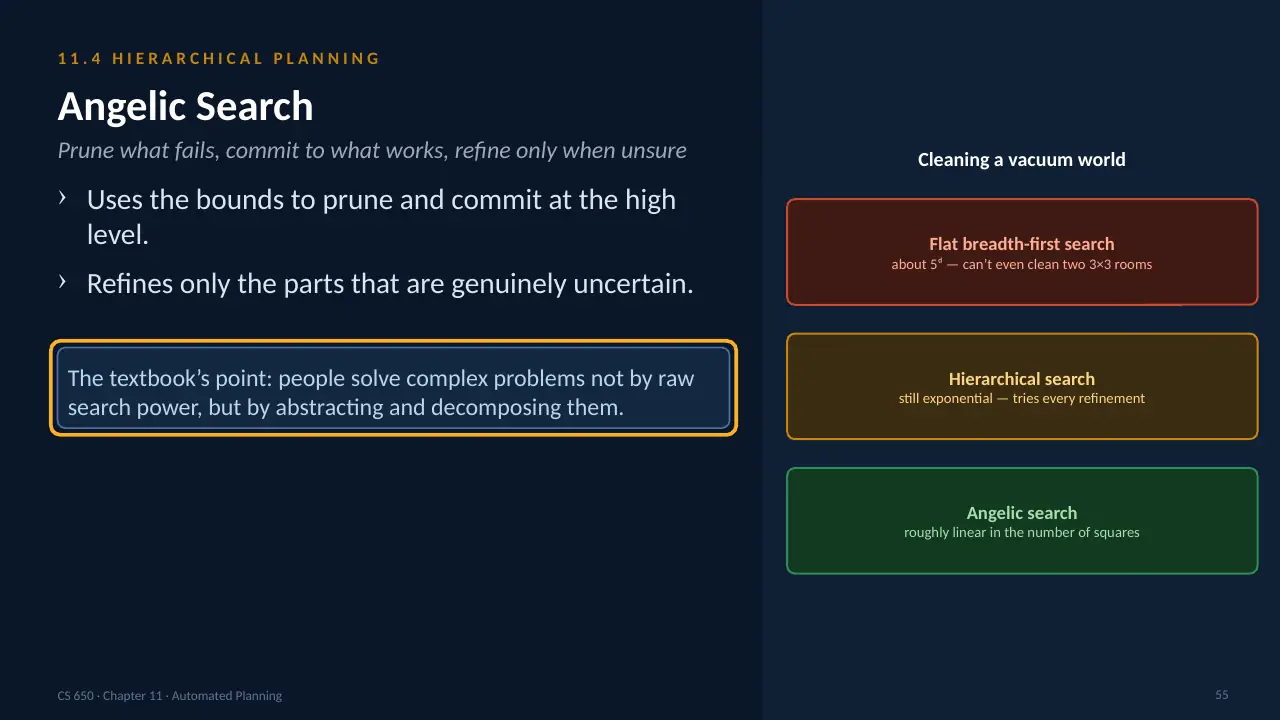 11.4 HIERARCHICAL PLANNING
Angelic Search
Prune what fails, commit to what works, refine only when unsure
› Uses the bounds to prune and commit at the high
level.
› Refines only the parts that are genuinely uncertain.
The textbook’s point: people solve complex problems not by raw
search power, but by abstracting and decomposing them.
Cleaning a vacuum world
Flat breadth-first search
about 5ᵈ — can’t even clean two 3×3 rooms
Hierarchical search
still exponential — tries every refinement
Angelic search
roughly linear in the number of squares
CS 650 · Chapter 11 · Automated Planning
55